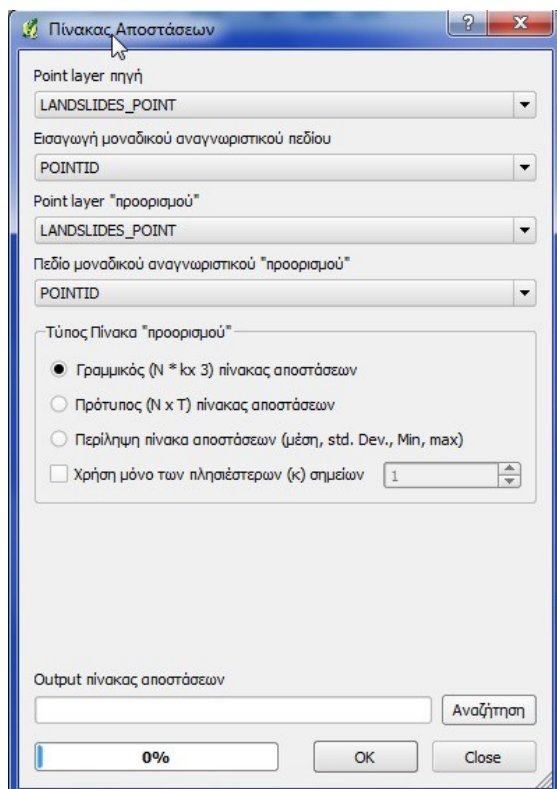 Πίνακας Αποστάσεων
Point layer πηγή
LANDSLIDES_POINT
Εισαγωγή μοναδικού αναγνωριστικού πεδίου
POINTID
Point layer "προορισμού"
LANDSLIDES_POINT
Πεδίο μοναδικού αναγνωριστικού "προορισμού"
POINTID
Τύπος Πίνακα "προορισμού"
Γραμμικός (N * kx 3) πίνακας αποστάσεων
Πρότυπος (N x T) πίνακας αποστάσεων
Περίληψη πίνακα αποστάσεων (μέση, std. Dev., Min, max)
Χρήση μόνο των πλησιέστερων (κ) σημείων 1
Output πίνακας αποστάσεων
Αναζήτηση
0% OK Close